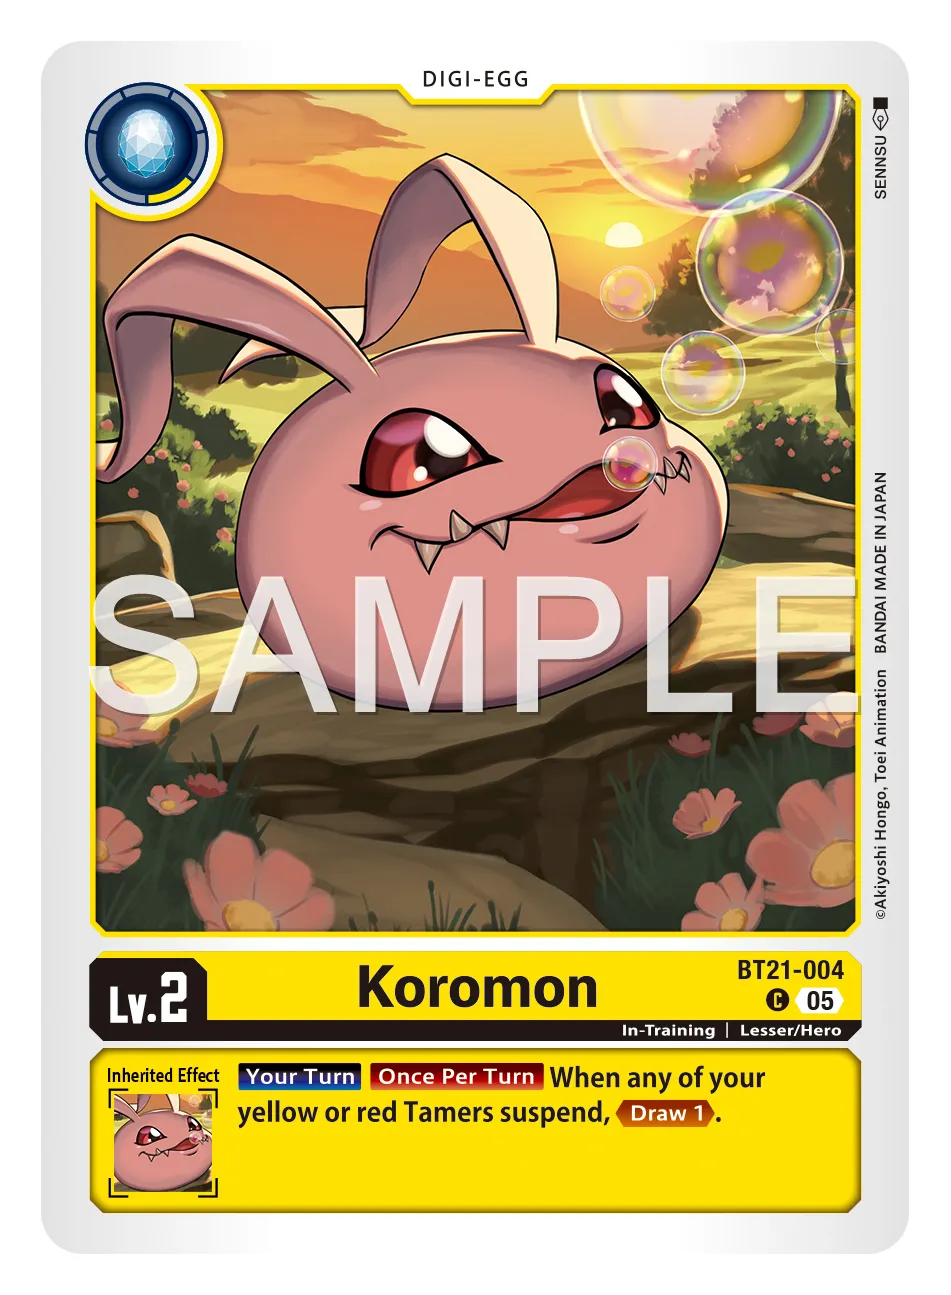 DIGI-EGG
SENNSU
©Akiyoshi Hongo, Toei Animation BANDAI MADE IN JAPAN
SAMPLE
Lv.2
Koromon
BT21-004
C 05
In-Training | Lesser/Hero
Inherited Effect
Your Turn Once Per Turn When any of your
yellow or red Tamers suspend, Draw 1.